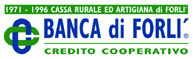 1971 - 1996 CASSA RURALE ED ARTIGIANA di FORLI'
BANCA di FORLI'
CREDITO COOPERATIVO